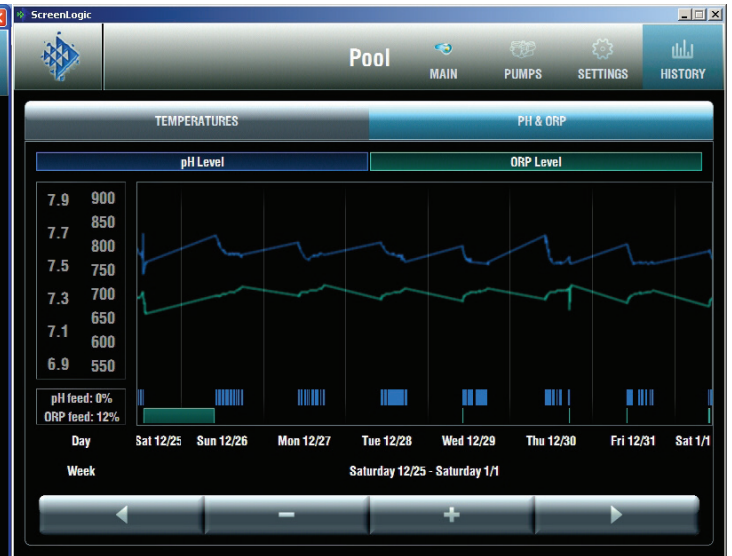 ScreenLogic
Pool
MAIN
PUMPS
SETTINGS
HISTORY
TEMPERATURES
PH & ORP
pH Level
ORP Level
7.9 900
850
7.7 800
7.5 750
7.3 700
650
7.1 600
6.9 550
pH feed: 0%
ORP feed: 12%
Day Sat 12/25 Sun 12/26 Mon 12/27 Tue 12/28 Wed 12/29 Thu 12/30 Fri 12/31 Sat 1/1
Week Saturday 12/25 - Saturday 1/1